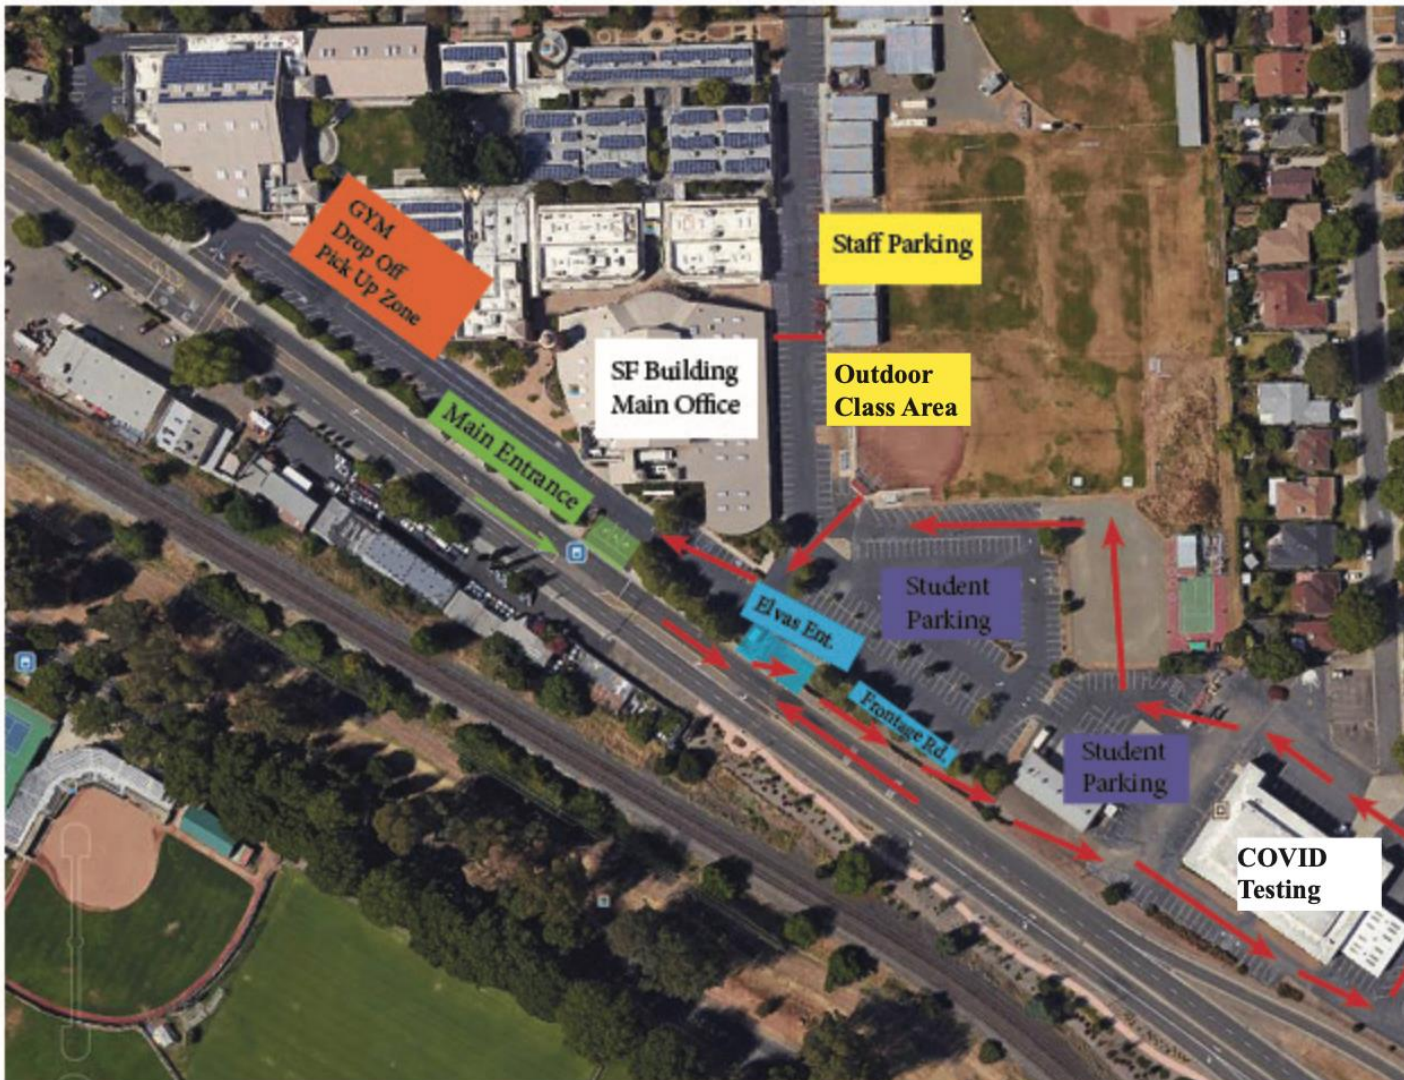 GYM
Drop Off
Pick Up Zone
Staff Parking
SF Building
Main Office
Outdoor
Class Area
Main Entrance
Student
Parking
Elvas Ent.
Frontage Rd.
Student
Parking
COVID
Testing